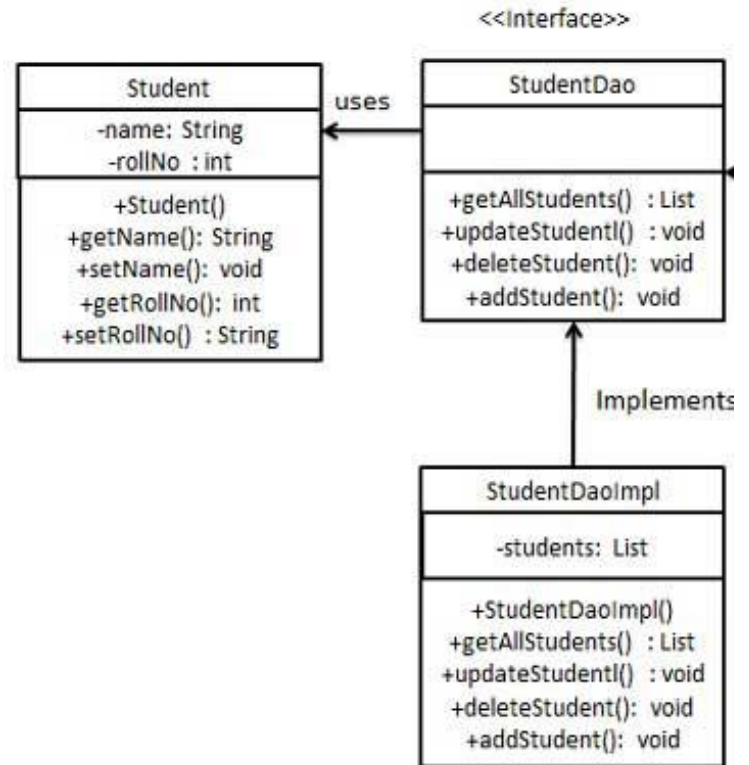 <<Interface>>
Student
-name: String
-rollNo : int
+Student()
+getName(): String
+setName(): void
+getRollNo(): int
+setRollNo() : String
uses
StudentDao
+getAllStudents() : List
+updateStudentl() : void
+deleteStudent(): void
+addStudent(): void
Implements
StudentDaoImpl
-students: List
+StudentDaoImpl()
+getAllStudents() : List
+updateStudentl() : void
+deleteStudent(): void
+addStudent(): void